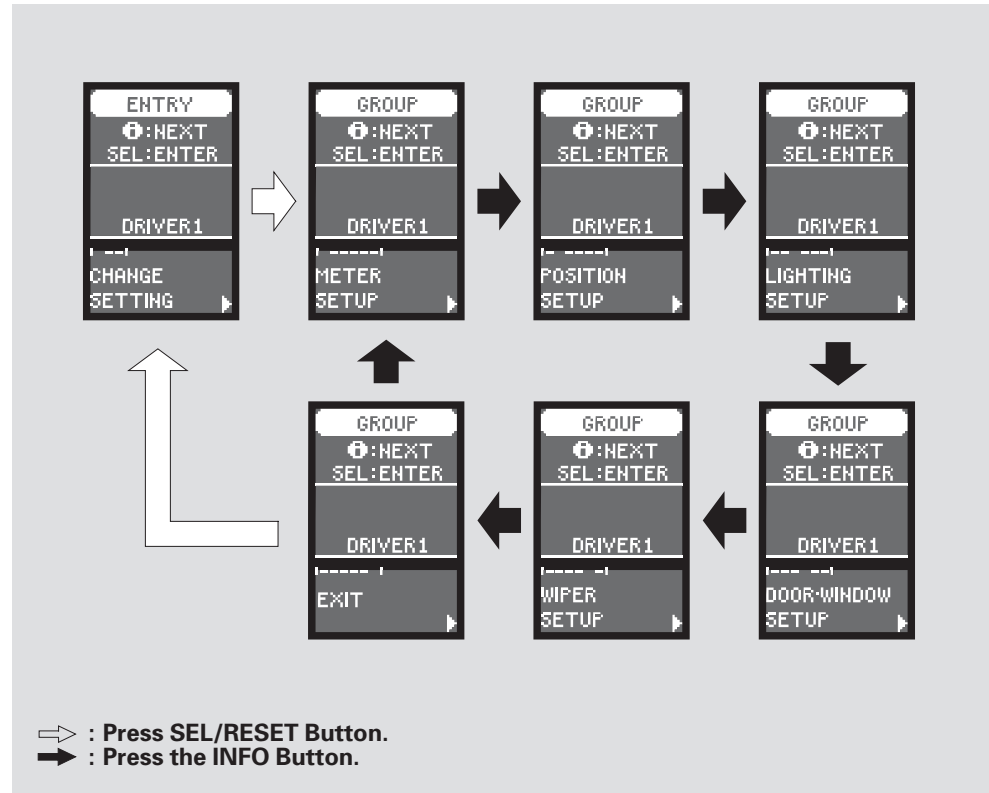 ENTRY
i:NEXT
SEL:ENTER
DRIVER1
CHANGE
SETTING
GROUP
i:NEXT
SEL:ENTER
DRIVER1
METER
SETUP
GROUP
i:NEXT
SEL:ENTER
DRIVER1
POSITION
SETUP
GROUP
i:NEXT
SEL:ENTER
DRIVER1
LIGHTING
SETUP
GROUP
i:NEXT
SEL:ENTER
DRIVER1
EXIT
GROUP
i:NEXT
SEL:ENTER
DRIVER1
WIPER
SETUP
GROUP
i:NEXT
SEL:ENTER
DRIVER1
DOOR·WINDOW
SETUP
: Press SEL/RESET Button.
: Press the INFO Button.